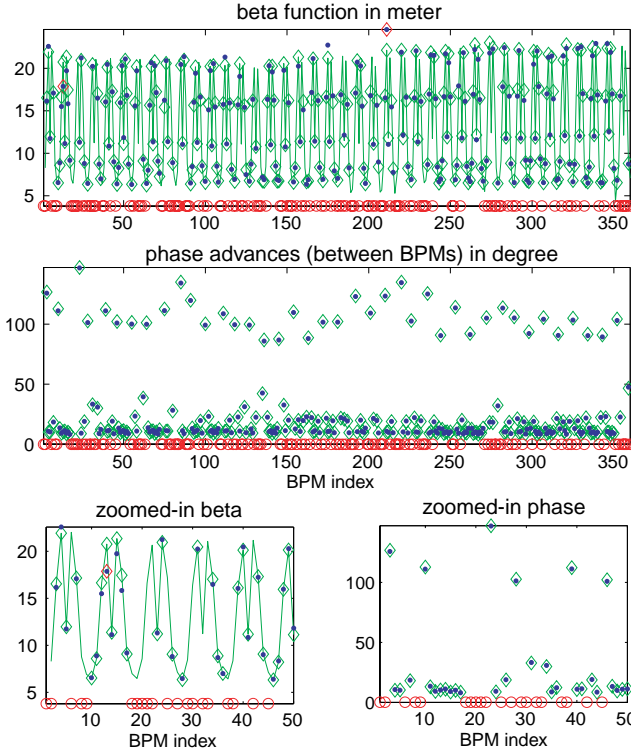 beta function in meter
20
15
10
5
50 100 150 200 250 300 350
phase advances (between BPMs) in degree
100
50
0
50 100 150 200 250 300 350
BPM index
zoomed-in beta
20
15
10
5
10 20 30 40 50
BPM index
zoomed-in phase
100
50
0
10 20 30 40 50
BPM index